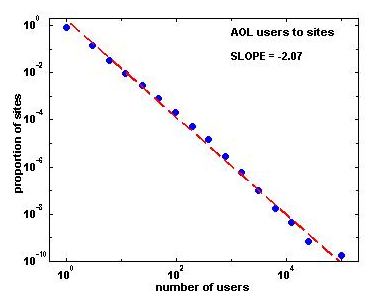 AOL users to sites
SLOPE = -2.07
proportion of sites
10^0
10^-2
10^-4
10^-6
10^-8
10^-10
10^0 10^2 10^4
number of users